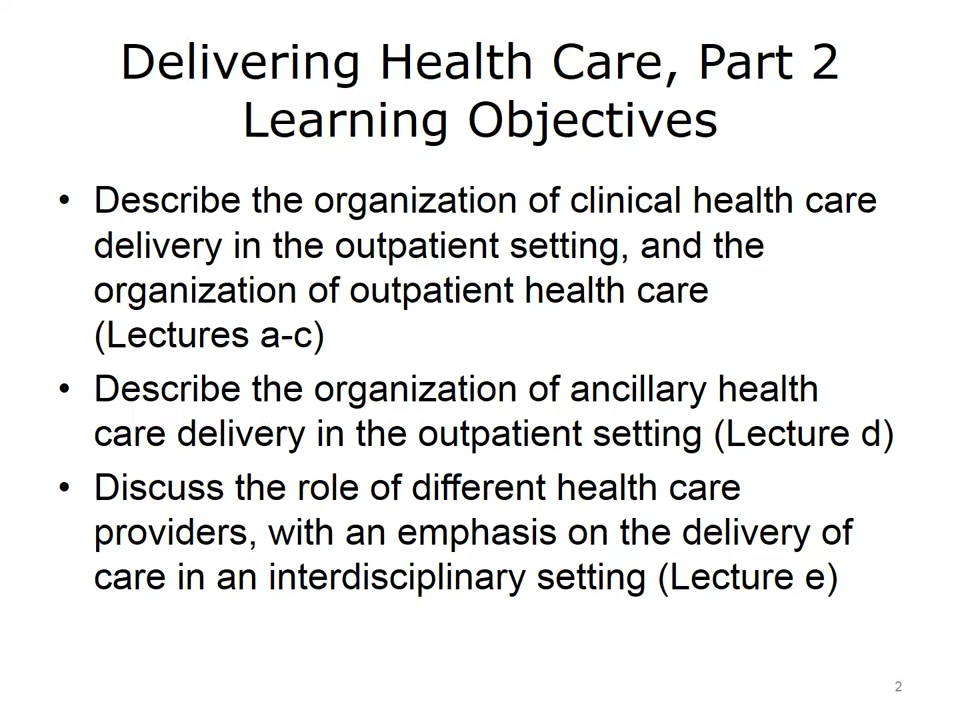 Delivering Health Care, Part 2
Learning Objectives
• Describe the organization of clinical health care
delivery in the outpatient setting, and the
organization of outpatient health care
(Lectures a-c)
• Describe the organization of ancillary health
care delivery in the outpatient setting (Lecture d)
• Discuss the role of different health care
providers, with an emphasis on the delivery of
care in an interdisciplinary setting (Lecture e)
2